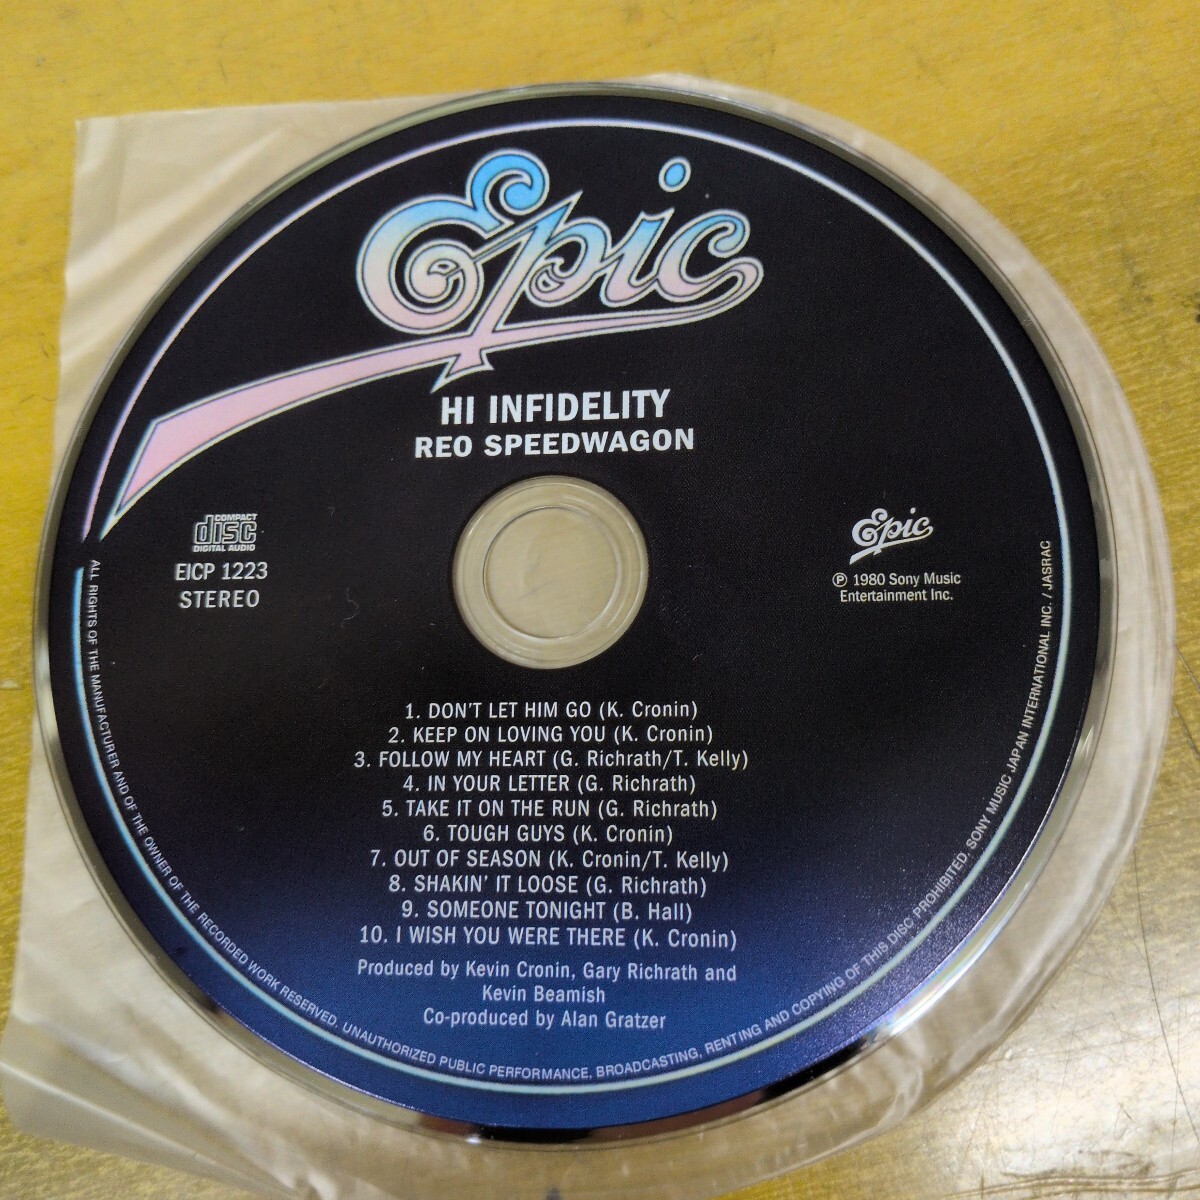 Epic
HI INFIDELITY
REO SPEEDWAGON
COMPACT
disc
DIGITAL AUDIO
EICP 1223
STEREO
Epic
℗ 1980 Sony Music
Entertainment Inc.
1. DON'T LET HIM GO (K. Cronin)
2. KEEP ON LOVING YOU (K. Cronin)
3. FOLLOW MY HEART (G. Richrath/T. Kelly)
4. IN YOUR LETTER (G. Richrath)
5. TAKE IT ON THE RUN (G. Richrath)
6. TOUGH GUYS (K. Cronin)
7. OUT OF SEASON (K. Cronin/T. Kelly)
8. SHAKIN' IT LOOSE (G. Richrath)
9. SOMEONE TONIGHT (B. Hall)
10. I WISH YOU WERE THERE (K. Cronin)
Produced by Kevin Cronin, Gary Richrath and
Kevin Beamish
Co-produced by Alan Gratzer
ALL RIGHTS OF THE MANUFACTURER AND OF THE OWNER OF THE RECORDED WORK RESERVED. UNAUTHORIZED PUBLIC PERFORMANCE, BROADCASTING, RENTING AND COPYING OF THIS DISC PROHIBITED. SONY MUSIC JAPAN INTERNATIONAL INC. / JASRAC